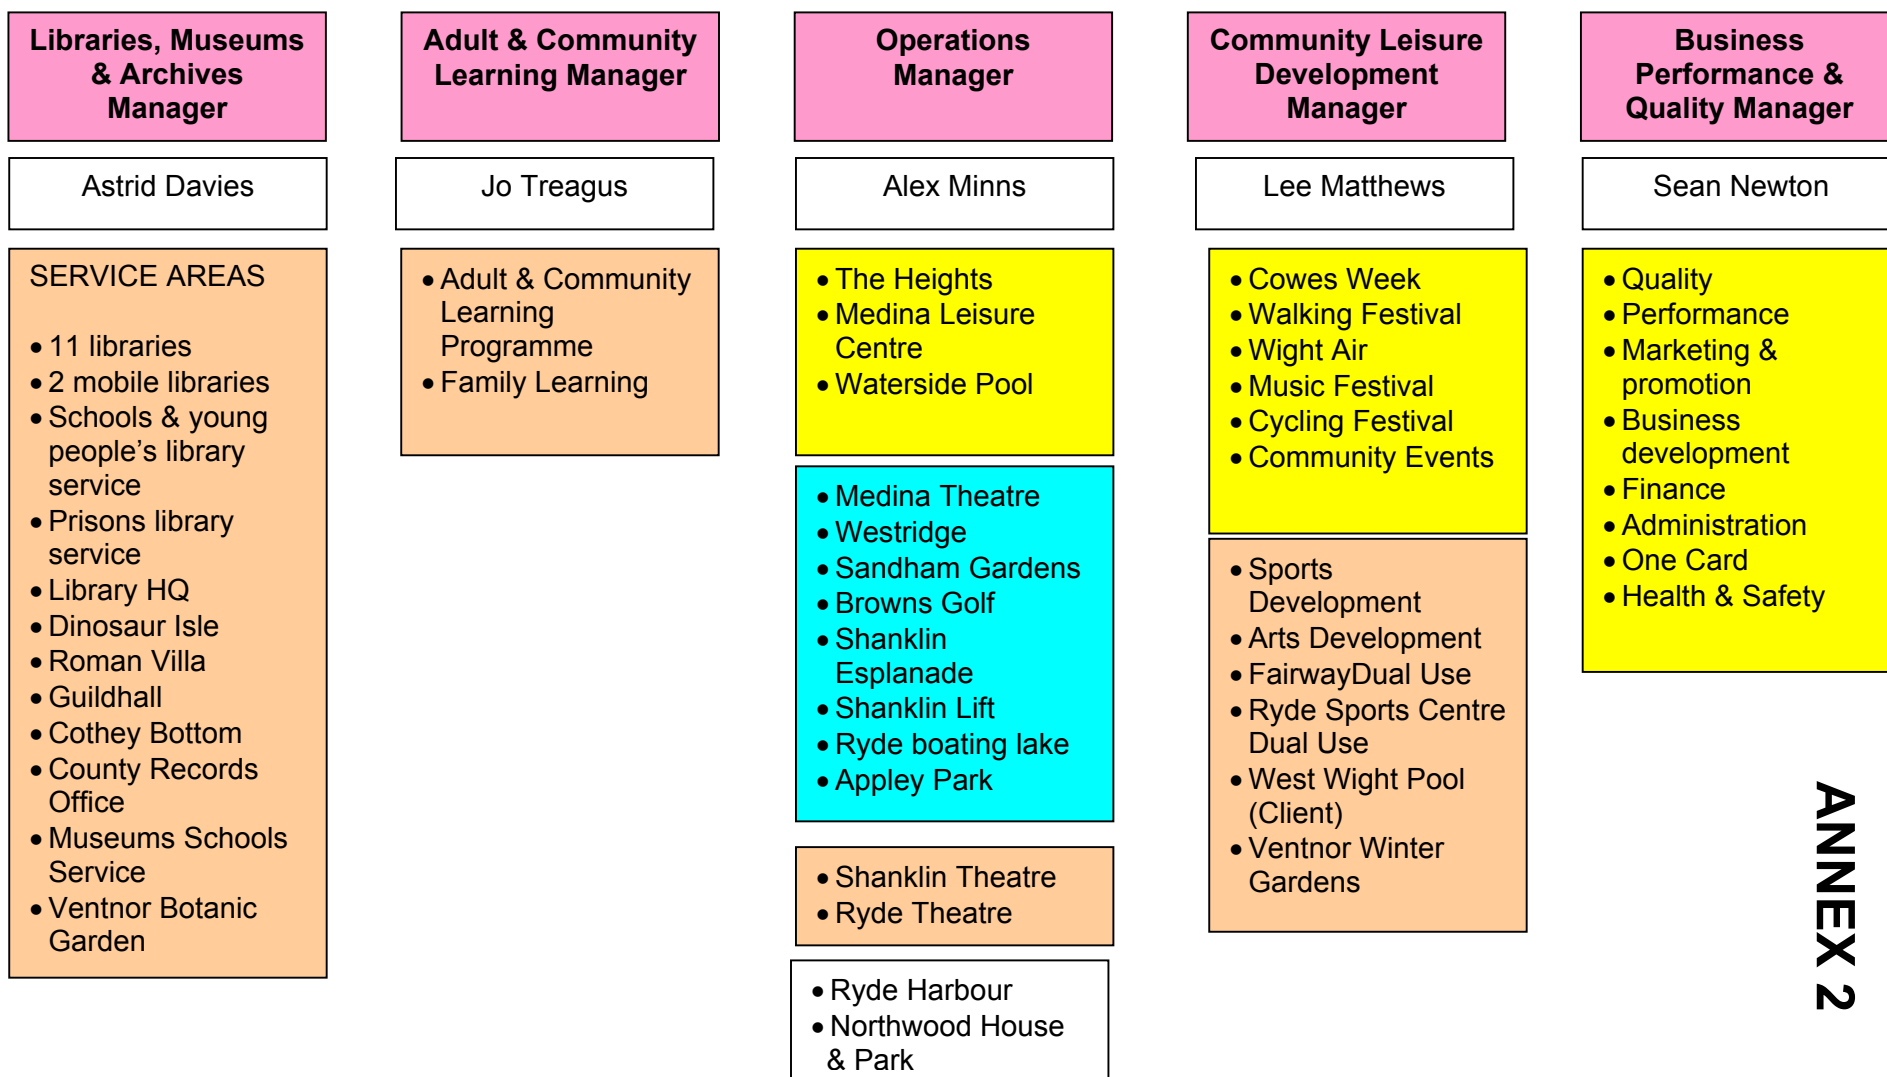 Libraries, Museums
& Archives
Manager
Astrid Davies
SERVICE AREAS
• 11 libraries
• 2 mobile libraries
• Schools & young
people’s library
service
• Prisons library
service
• Library HQ
• Dinosaur Isle
• Roman Villa
• Guildhall
• Cothey Bottom
• County Records
Office
• Museums Schools
Service
• Ventnor Botanic
Garden
Adult & Community
Learning Manager
Jo Treagus
• Adult & Community
Learning
Programme
• Family Learning
Operations
Manager
Alex Minns
• The Heights
• Medina Leisure
Centre
• Waterside Pool
• Medina Theatre
• Westridge
• Sandham Gardens
• Browns Golf
• Shanklin
Esplanade
• Shanklin Lift
• Ryde boating lake
• Appley Park
• Shanklin Theatre
• Ryde Theatre
• Ryde Harbour
• Northwood House
& Park
Community Leisure
Development
Manager
Lee Matthews
• Cowes Week
• Walking Festival
• Wight Air
• Music Festival
• Cycling Festival
• Community Events
• Sports
Development
• Arts Development
• FairwayDual Use
• Ryde Sports Centre
Dual Use
• West Wight Pool
(Client)
• Ventnor Winter
Gardens
Business
Performance &
Quality Manager
Sean Newton
• Quality
• Performance
• Marketing &
promotion
• Business
development
• Finance
• Administration
• One Card
• Health & Safety
ANNEX 2